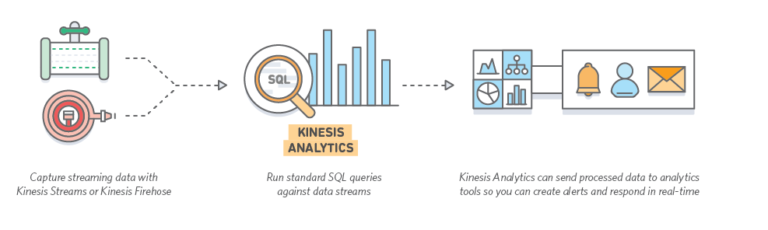 SQL
KINESIS
ANALYTICS
Capture streaming data with
Kinesis Streams or Kinesis Firehose
Run standard SQL queries
against data streams
Kinesis Analytics can send processed data to analytics
tools so you can create alerts and respond in real-time